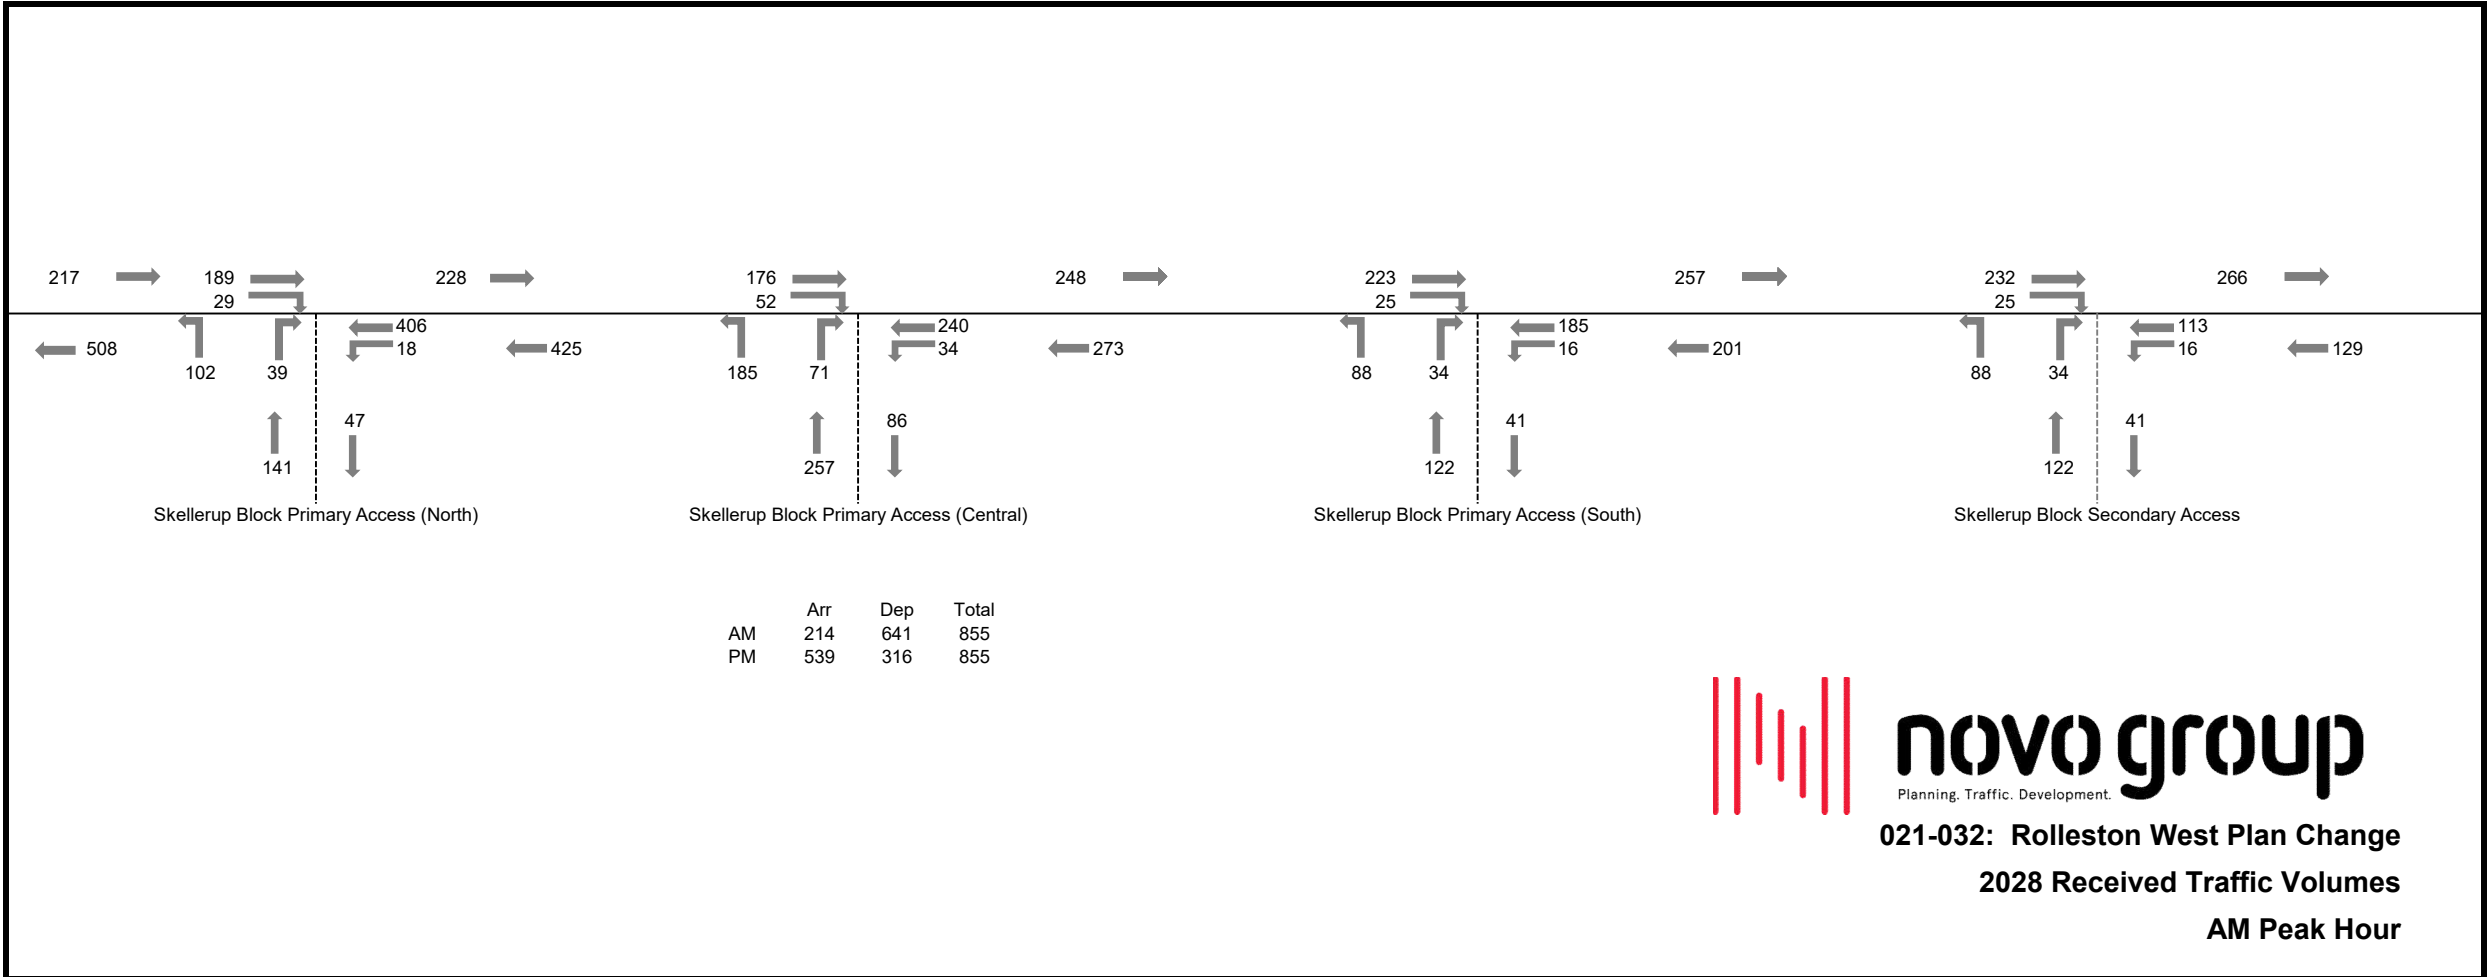 217 189 228 176 248 223 257 232 266
29 52 25 25
406 240 185 113
508 18 425 34 273 16 201 16 129
102 39 185 71 88 34 88 34
47 86 41 41
141 257 122 122
Skellerup Block Primary Access (North) Skellerup Block Primary Access (Central) Skellerup Block Primary Access (South) Skellerup Block Secondary Access
Arr Dep Total
AM 214 641 855
PM 539 316 855
novo group
Planning. Traffic. Development.
021-032: Rolleston West Plan Change
2028 Received Traffic Volumes
AM Peak Hour